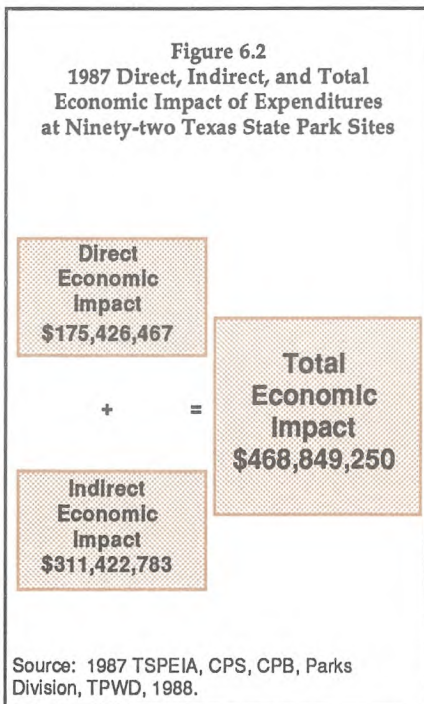 Figure 6.2
1987 Direct, Indirect, and Total
Economic Impact of Expenditures
at Ninety-two Texas State Park Sites
Direct
Economic
Impact
$175,426,467
+
=
Indirect
Economic
Impact
$311,422,783
Total
Economic
Impact
$468,849,250
Source: 1987 TSPEIA, CPS, CPB, Parks
Division, TPWD, 1988.